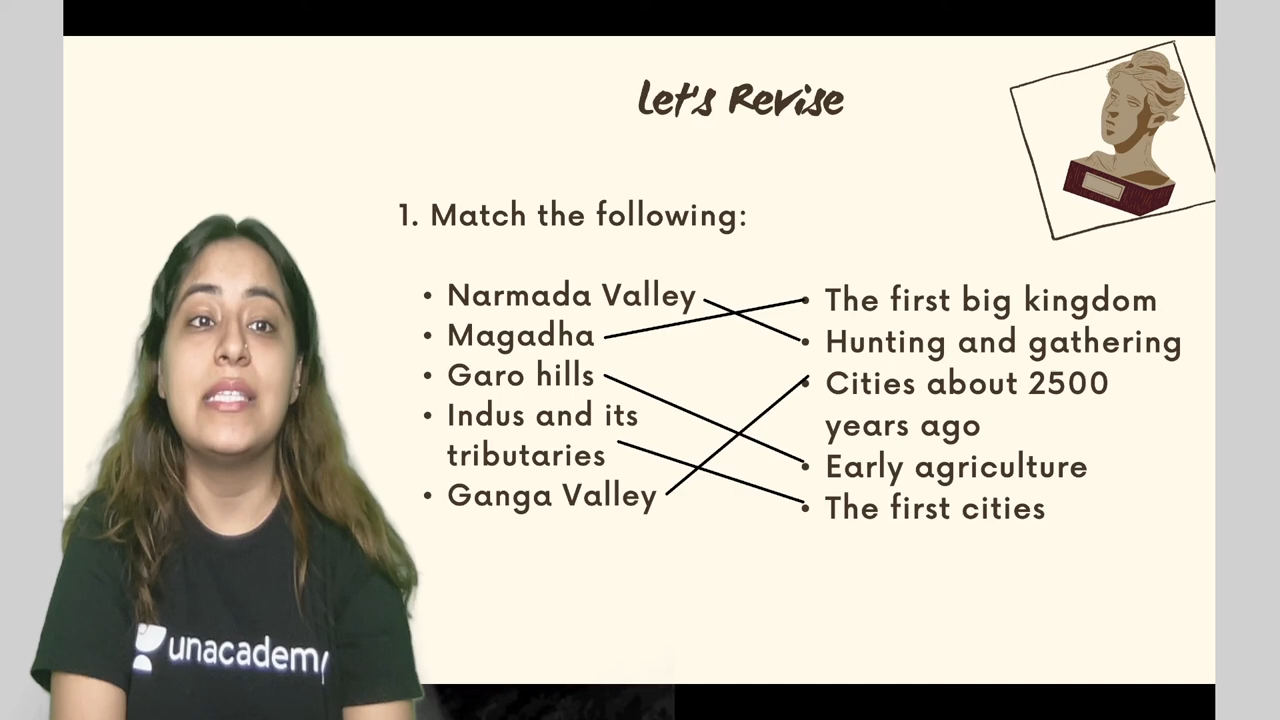 Let's Revise
1. Match the following:
• Narmada Valley
• Magadha
• Garo hills
• Indus and its
tributaries
• Ganga Valley
• The first big kingdom
• Hunting and gathering
• Cities about 2500
years ago
• Early agriculture
• The first cities
unacademy